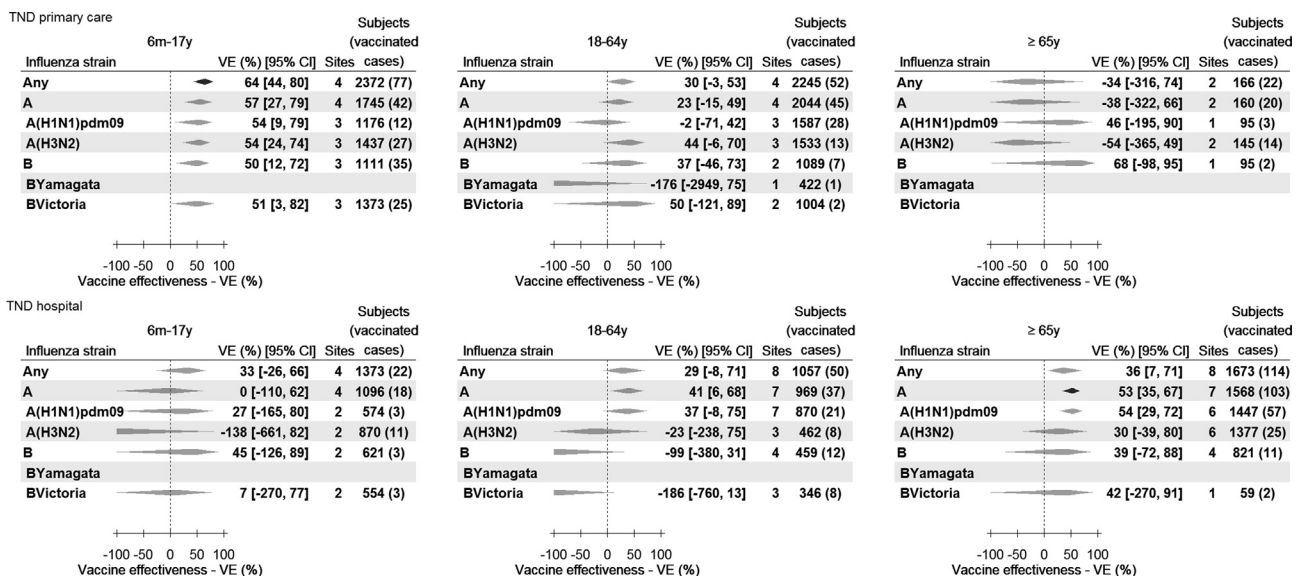 TND primary care
6m-17y
Subjects
(vaccinated
Influenza strain VE (%) [95% CI] Sites cases)
Any 64 [44, 80] 4 2372 (77)
A 57 [27, 79] 4 1745 (42)
A(H1N1)pdm09 54 [9, 79] 3 1176 (12)
A(H3N2) 54 [24, 74] 3 1437 (27)
B 50 [12, 72] 3 1111 (35)
BYamagata
BVictoria 51 [3, 82] 3 1373 (25)
-100 -50 0 50 100
Vaccine effectiveness - VE (%)
18-64y
Subjects
(vaccinated
Influenza strain VE (%) [95% CI] Sites cases)
Any 30 [-3, 53] 4 2245 (52)
A 23 [-15, 49] 4 2044 (45)
A(H1N1)pdm09 -2 [-71, 42] 3 1587 (28)
A(H3N2) 44 [-6, 70] 3 1533 (13)
B 37 [-46, 73] 2 1089 (7)
BYamagata -176 [-2949, 75] 1 422 (1)
BVictoria 50 [-121, 89] 2 1004 (2)
-100 -50 0 50 100
Vaccine effectiveness - VE (%)
≥ 65y
Subjects
(vaccinated
Influenza strain VE (%) [95% CI] Sites cases)
Any -34 [-316, 74] 2 166 (22)
A -38 [-322, 66] 2 160 (20)
A(H1N1)pdm09 46 [-195, 90] 1 95 (3)
A(H3N2) -54 [-365, 49] 2 145 (14)
B 68 [-98, 95] 1 95 (2)
BYamagata
BVictoria
-100 -50 0 50 100
Vaccine effectiveness - VE (%)
TND hospital
6m-17y
Subjects
(vaccinated
Influenza strain VE (%) [95% CI] Sites cases)
Any 33 [-26, 66] 4 1373 (22)
A 0 [-110, 62] 4 1096 (18)
A(H1N1)pdm09 27 [-165, 80] 2 574 (3)
A(H3N2) -138 [-661, 82] 2 870 (11)
B 45 [-126, 89] 2 621 (3)
BYamagata
BVictoria 7 [-270, 77] 2 554 (3)
-100 -50 0 50 100
Vaccine effectiveness - VE (%)
18-64y
Subjects
(vaccinated
Influenza strain VE (%) [95% CI] Sites cases)
Any 29 [-8, 71] 8 1057 (50)
A 41 [6, 68] 7 969 (37)
A(H1N1)pdm09 37 [-8, 75] 7 870 (21)
A(H3N2) -23 [-238, 75] 3 462 (8)
B -99 [-380, 31] 4 459 (12)
BYamagata
BVictoria -186 [-760, 13] 3 346 (8)
-100 -50 0 50 100
Vaccine effectiveness - VE (%)
≥ 65y
Subjects
(vaccinated
Influenza strain VE (%) [95% CI] Sites cases)
Any 36 [7, 71] 8 1673 (114)
A 53 [35, 67] 7 1568 (103)
A(H1N1)pdm09 54 [29, 72] 6 1447 (57)
A(H3N2) 30 [-39, 80] 6 1377 (25)
B 39 [-72, 88] 4 821 (11)
BYamagata
BVictoria 42 [-270, 91] 1 59 (2)
-100 -50 0 50 100
Vaccine effectiveness - VE (%)